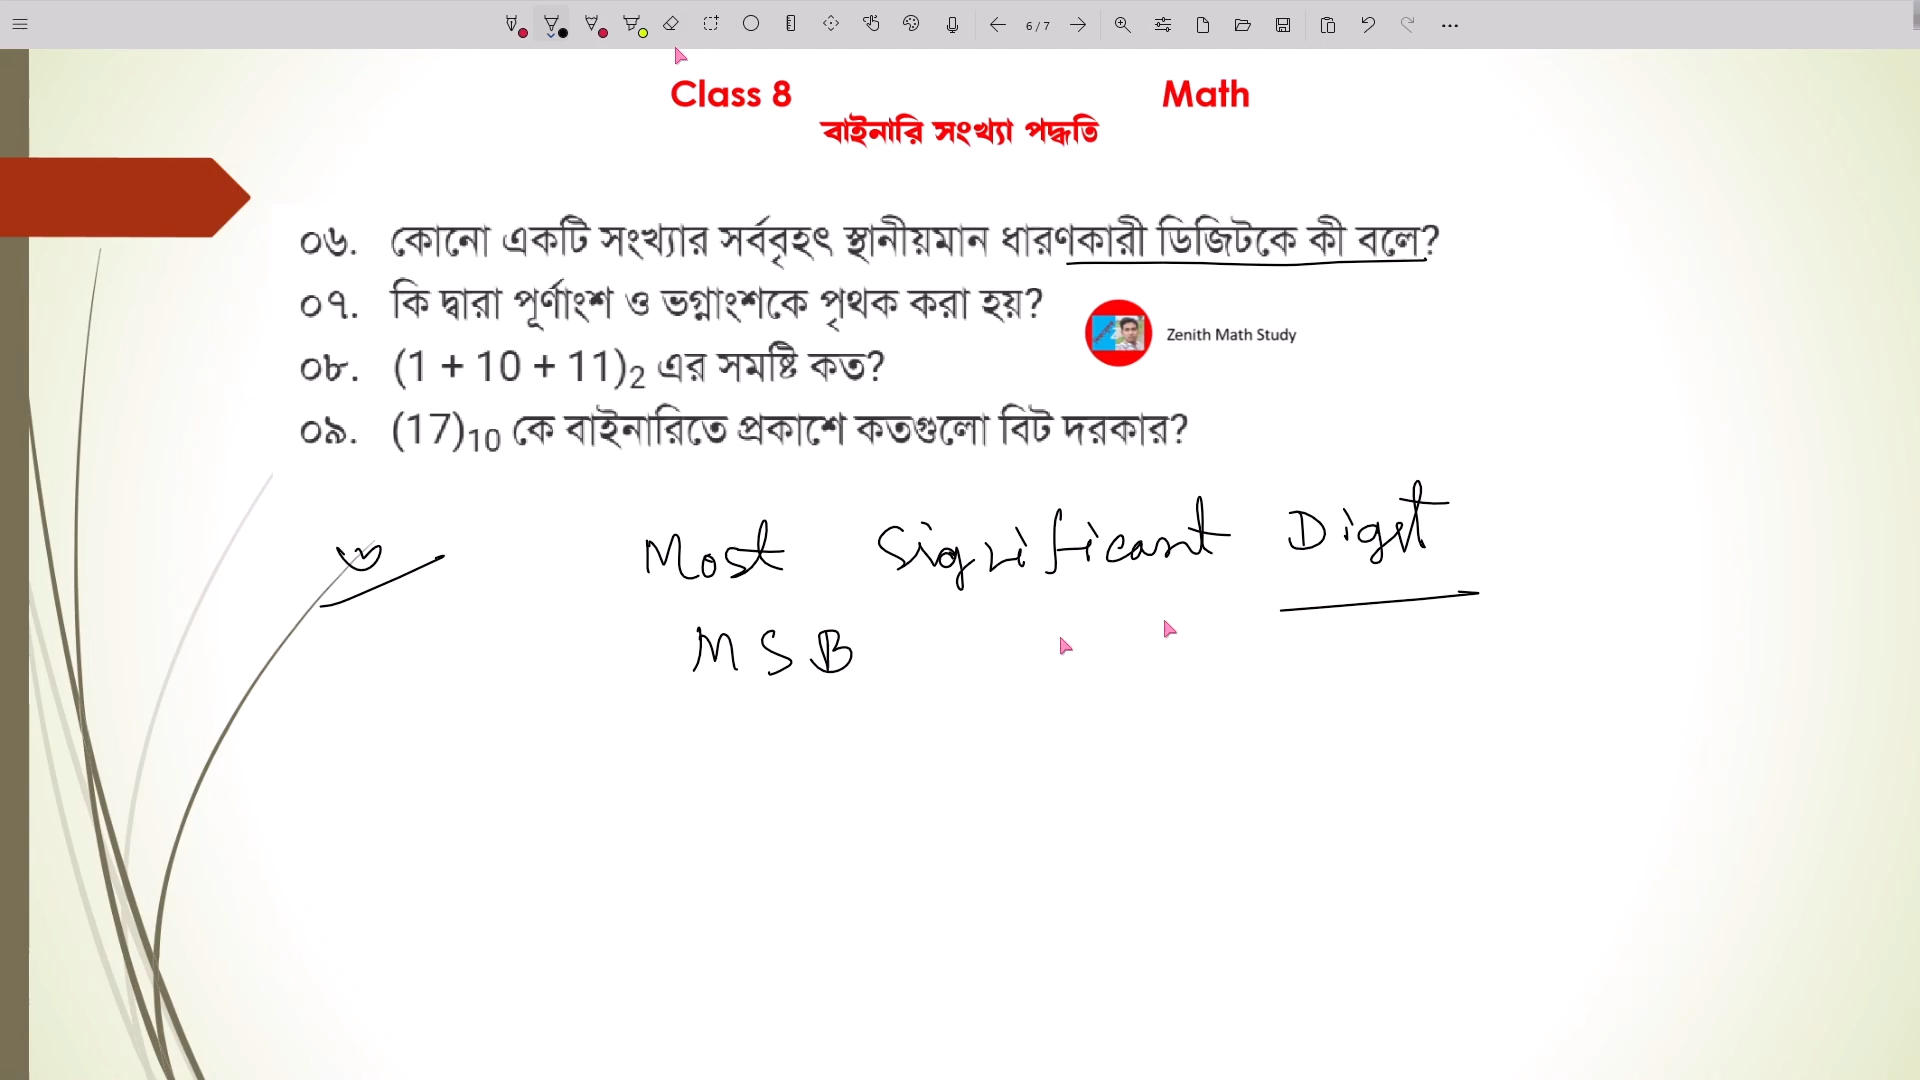 6 / 7
Class 8 Math
বাইনারি সংখ্যা পদ্ধতি
০৬. কোনো একটি সংখ্যার সর্ববৃহৎ স্থানীয়মান ধারণকারী ডিজিটকে কী বলে?
০৭. কি দ্বারা পূর্ণাংশ ও ভগ্নাংশকে পৃথক করা হয়?
Zenith Math Study
০৮. (1 + 10 + 11)₂ এর সমষ্টি কত?
০৯. (17)₁₀ কে বাইনারিতে প্রকাশে কতগুলো বিট দরকার?
Most Significant Digit
MSB